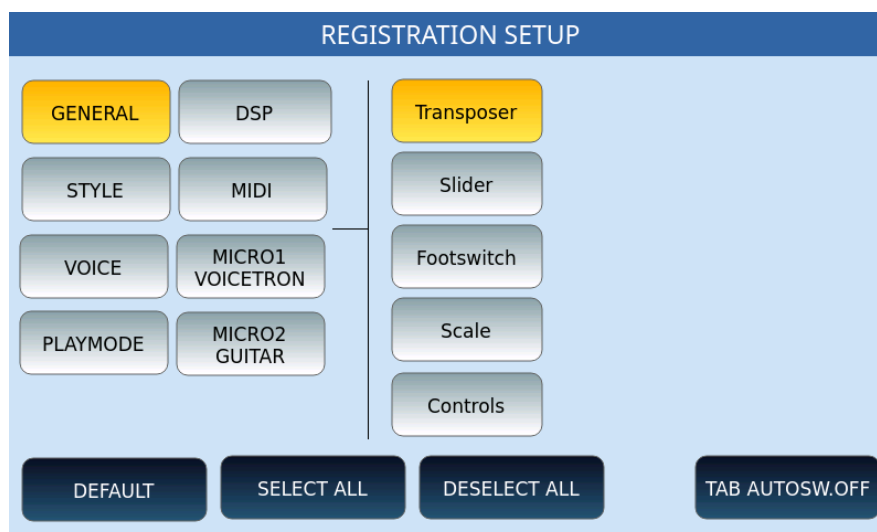 REGISTRATION SETUP
GENERAL
DSP
STYLE
MIDI
VOICE
MICRO1
VOICETRON
PLAYMODE
MICRO2
GUITAR
Transposer
Slider
Footswitch
Scale
Controls
DEFAULT
SELECT ALL
DESELECT ALL
TAB AUTOSW.OFF